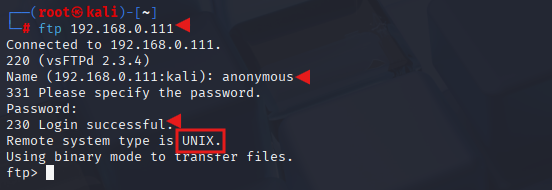 ┌──(root㉿kali)-[~]
└─# ftp 192.168.0.111
Connected to 192.168.0.111.
220 (vsFTPd 2.3.4)
Name (192.168.0.111:kali): anonymous
331 Please specify the password.
Password:
230 Login successful.
Remote system type is UNIX.
Using binary mode to transfer files.
ftp>